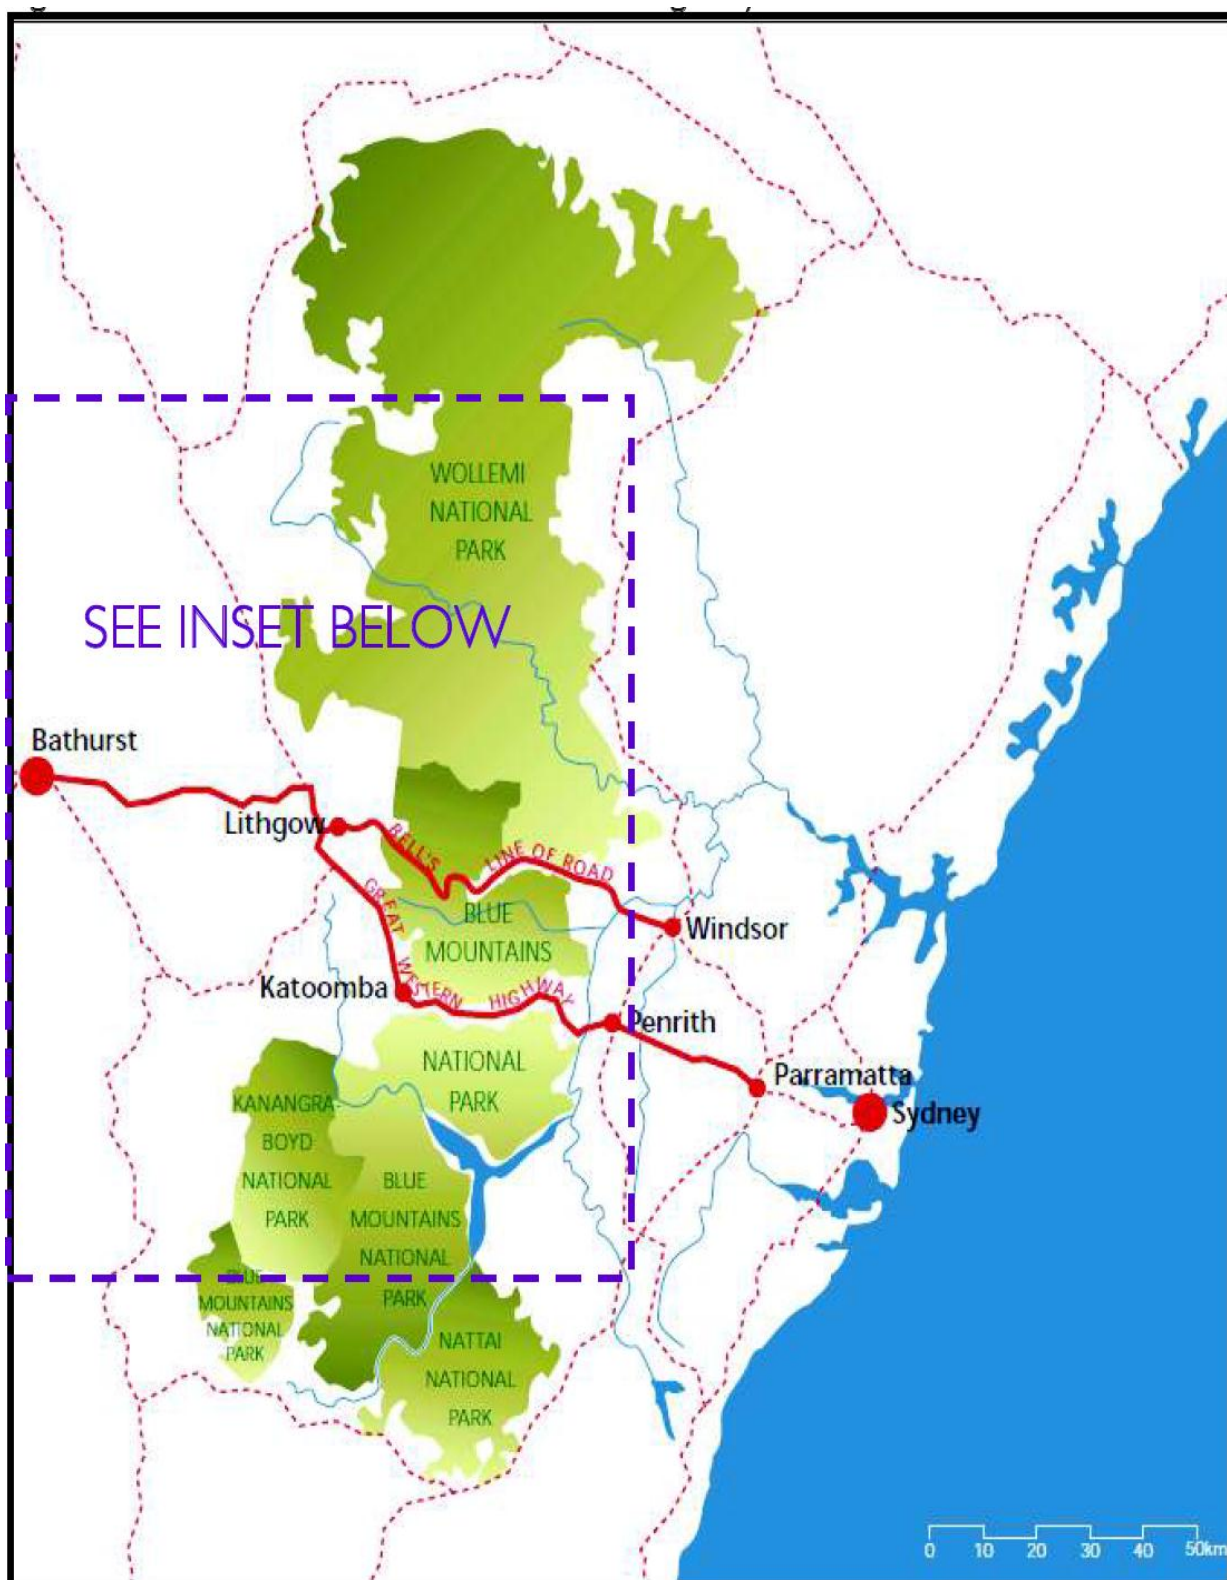 WOLLEMI
NATIONAL
PARK
SEE INSET BELOW
Bathurst
Lithgow
BELL'S LINE OF ROAD
GREAT WESTERN HIGHWAY
BLUE
MOUNTAINS
Windsor
Katoomba
Penrith
NATIONAL
PARK
Parramatta
Sydney
KANANGRA-
BOYD
NATIONAL
PARK
BLUE
MOUNTAINS
NATIONAL
PARK
BLUE
MOUNTAINS
NATIONAL
PARK
NATTAI
NATIONAL
PARK
0 10 20 30 40 50km